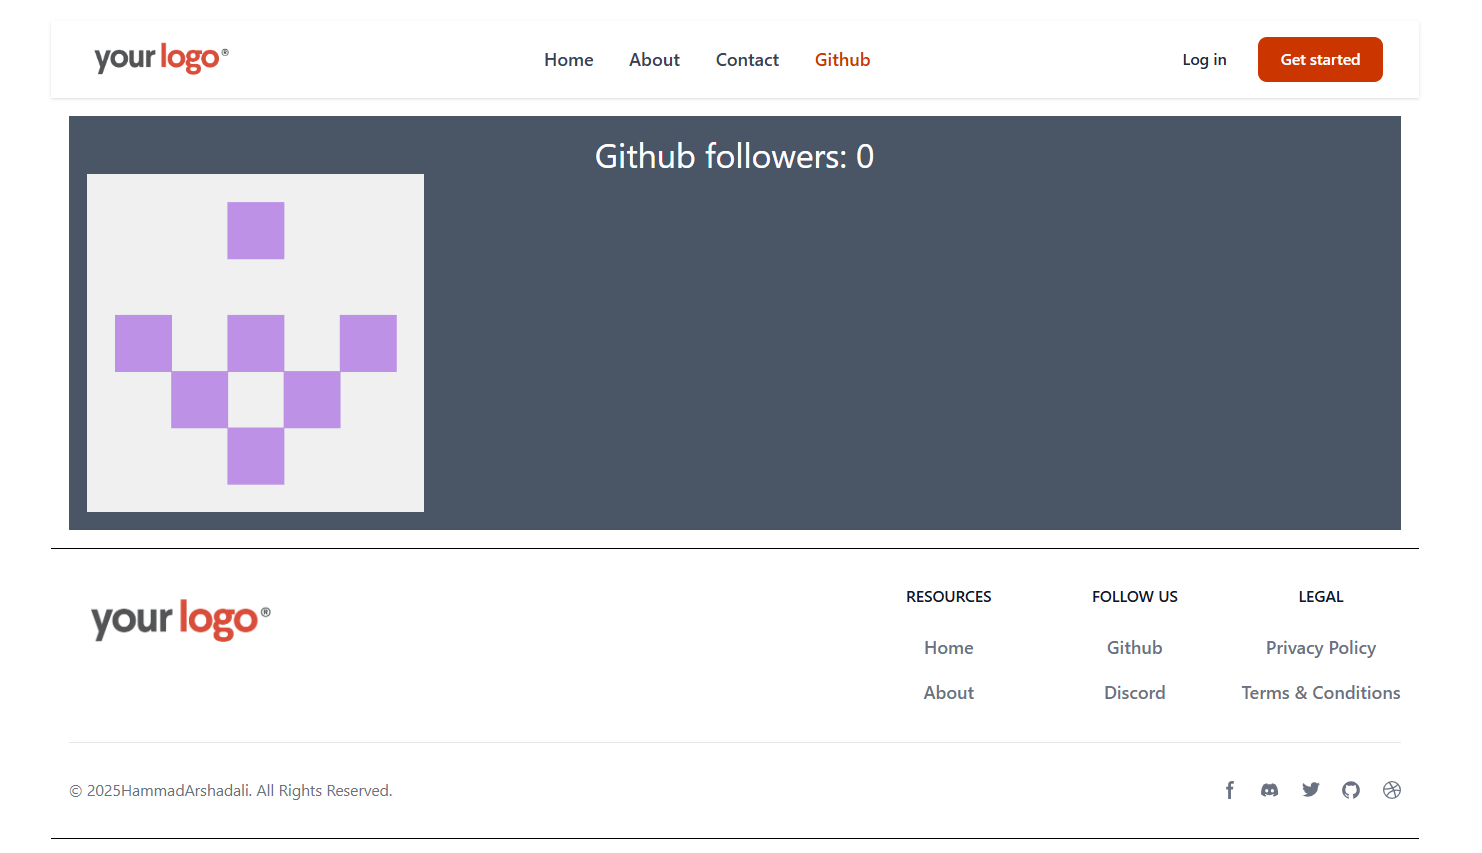 your logo®
Home About Contact Github
Log in Get started
Github followers: 0
your logo®
RESOURCES FOLLOW US LEGAL
Home Github Privacy Policy
About Discord Terms & Conditions
© 2025HammadArshadali. All Rights Reserved.